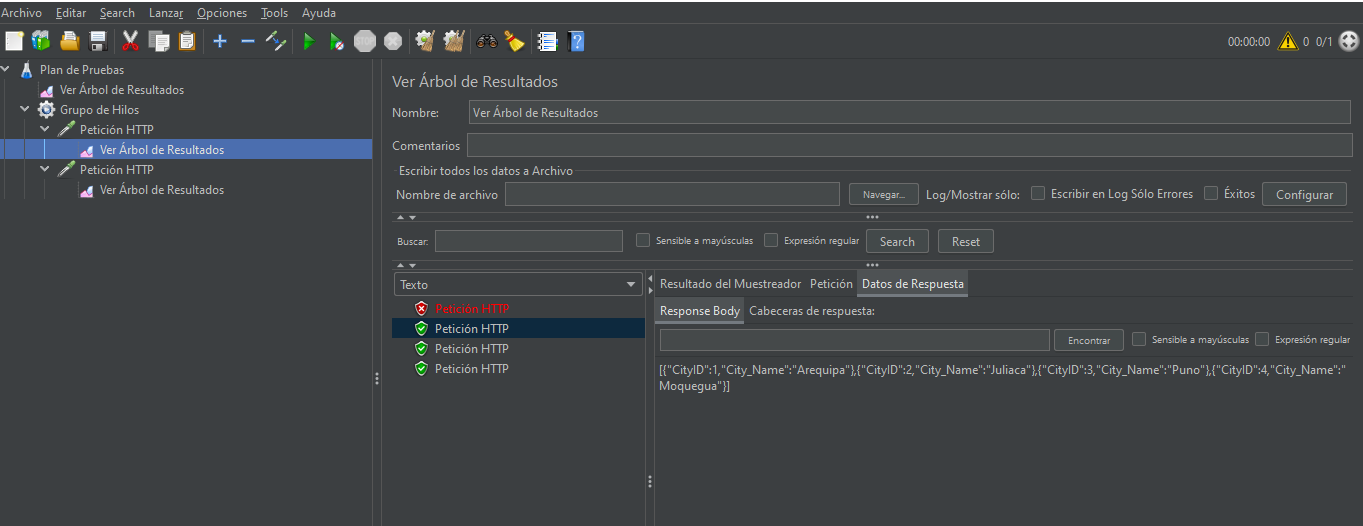 Archivo Editar Search Lanzar Opciones Tools Ayuda
STOP
00:00:00 0 0/1
Plan de Pruebas
Ver Árbol de Resultados
Grupo de Hilos
Petición HTTP
Ver Árbol de Resultados
Petición HTTP
Ver Árbol de Resultados
Ver Árbol de Resultados
Nombre: Ver Árbol de Resultados
Comentarios
Escribir todos los datos a Archivo
Nombre de archivo Navegar... Log/Mostrar sólo: Escribir en Log Sólo Errores Éxitos Configurar
Buscar: Sensible a mayúsculas Expresión regular Search Reset
Texto
Petición HTTP
Petición HTTP
Petición HTTP
Petición HTTP
Resultado del Muestreador Petición Datos de Respuesta
Response Body Cabeceras de respuesta:
Encontrar Sensible a mayúsculas Expresión regular
[{"CityID":1,"City_Name":"Arequipa"},{"CityID":2,"City_Name":"Juliaca"},{"CityID":3,"City_Name":"Puno"},{"CityID":4,"City_Name":"
Moquegua"}]